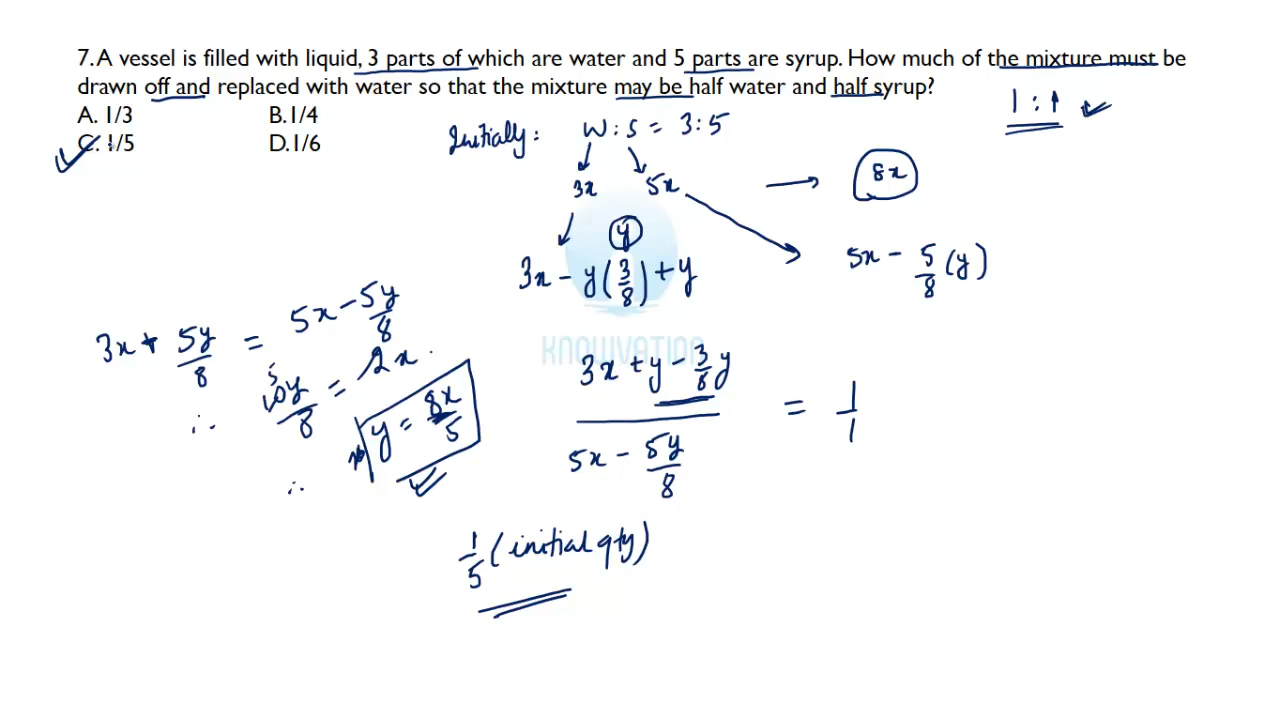 7.A vessel is filled with liquid, 3 parts of which are water and 5 parts are syrup. How much of the mixture must be
drawn off and replaced with water so that the mixture may be half water and half syrup?
A. 1/3 B.1/4
C. 1/5 D.1/6
1 : 1
Initially : W : S = 3 : 5
3x 5x → 8x
y
3x - y(3/8) + y
5x - 5/8 (y)
3x + 5y/8 = 5x - 5y/8
∴ 10y/8 = 2x
5
y = 8x/5
∴
(3x + y - 3/8 y)/(5x - 5y/8) = 1/1
1/5 (initial qty)
KNOWVATION